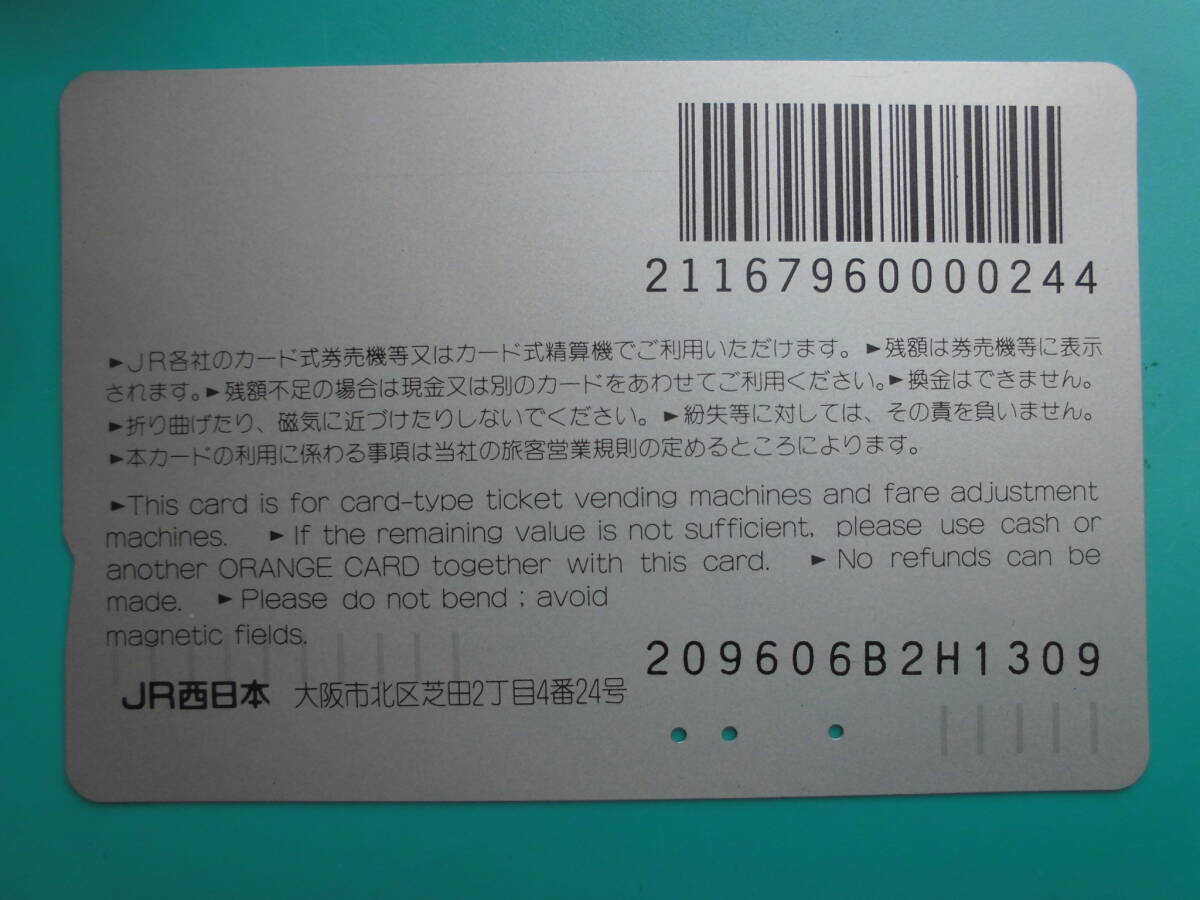 21167960000244
►JR各社のカード式券売機等又はカード式精算機でご利用いただけます。►残額は券売機等に表示
されます。►残額不足の場合は現金又は別のカードをあわせてご利用ください。►換金はできません。
►折り曲げたり、磁気に近づけたりしないでください。►紛失等に対しては、その責を負いません。
►本カードの利用に係わる事項は当社の旅客営業規則の定めるところによります。
►This card is for card-type ticket vending machines and fare adjustment
machines. ►If the remaining value is not sufficient, please use cash or
another ORANGE CARD together with this card. ►No refunds can be
made. ►Please do not bend ; avoid
magnetic fields.
209606B2H1309
JR西日本 大阪市北区芝田2丁目4番24号